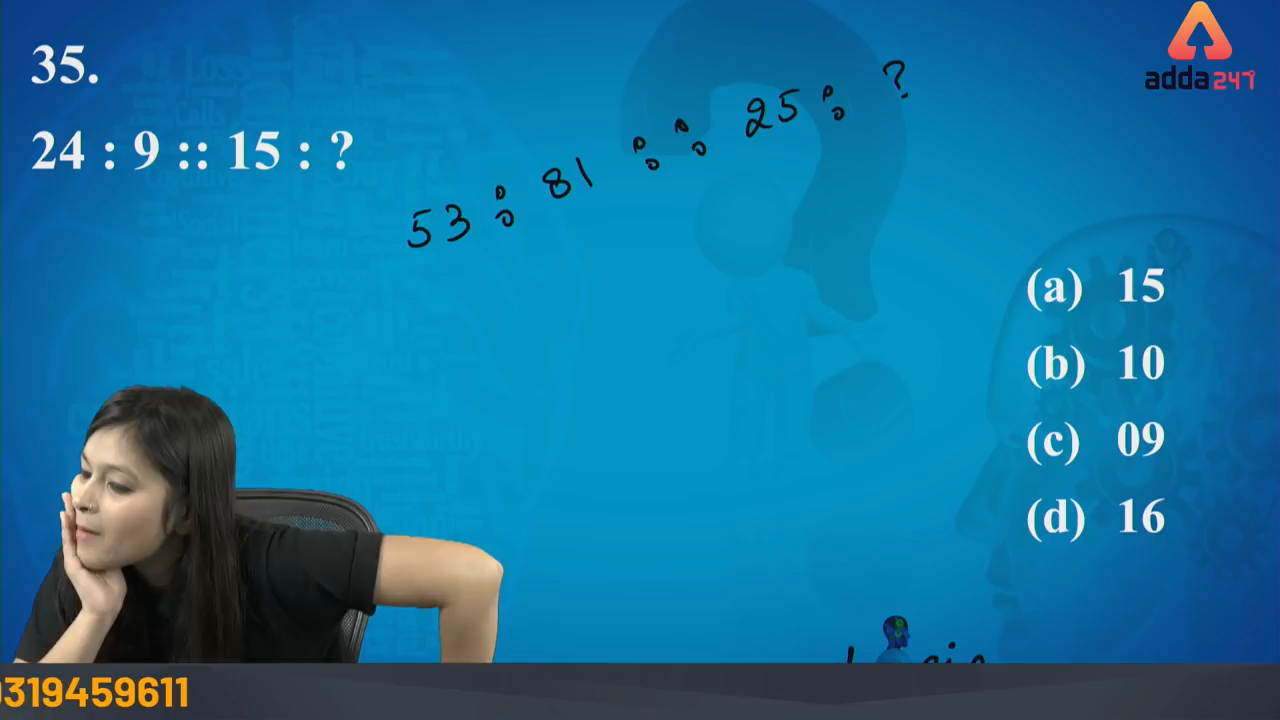 35.
24 : 9 :: 15 : ?
53 : 81 :: 25 : ?
adda247
(a) 15
(b) 10
(c) 09
(d) 16
319459611